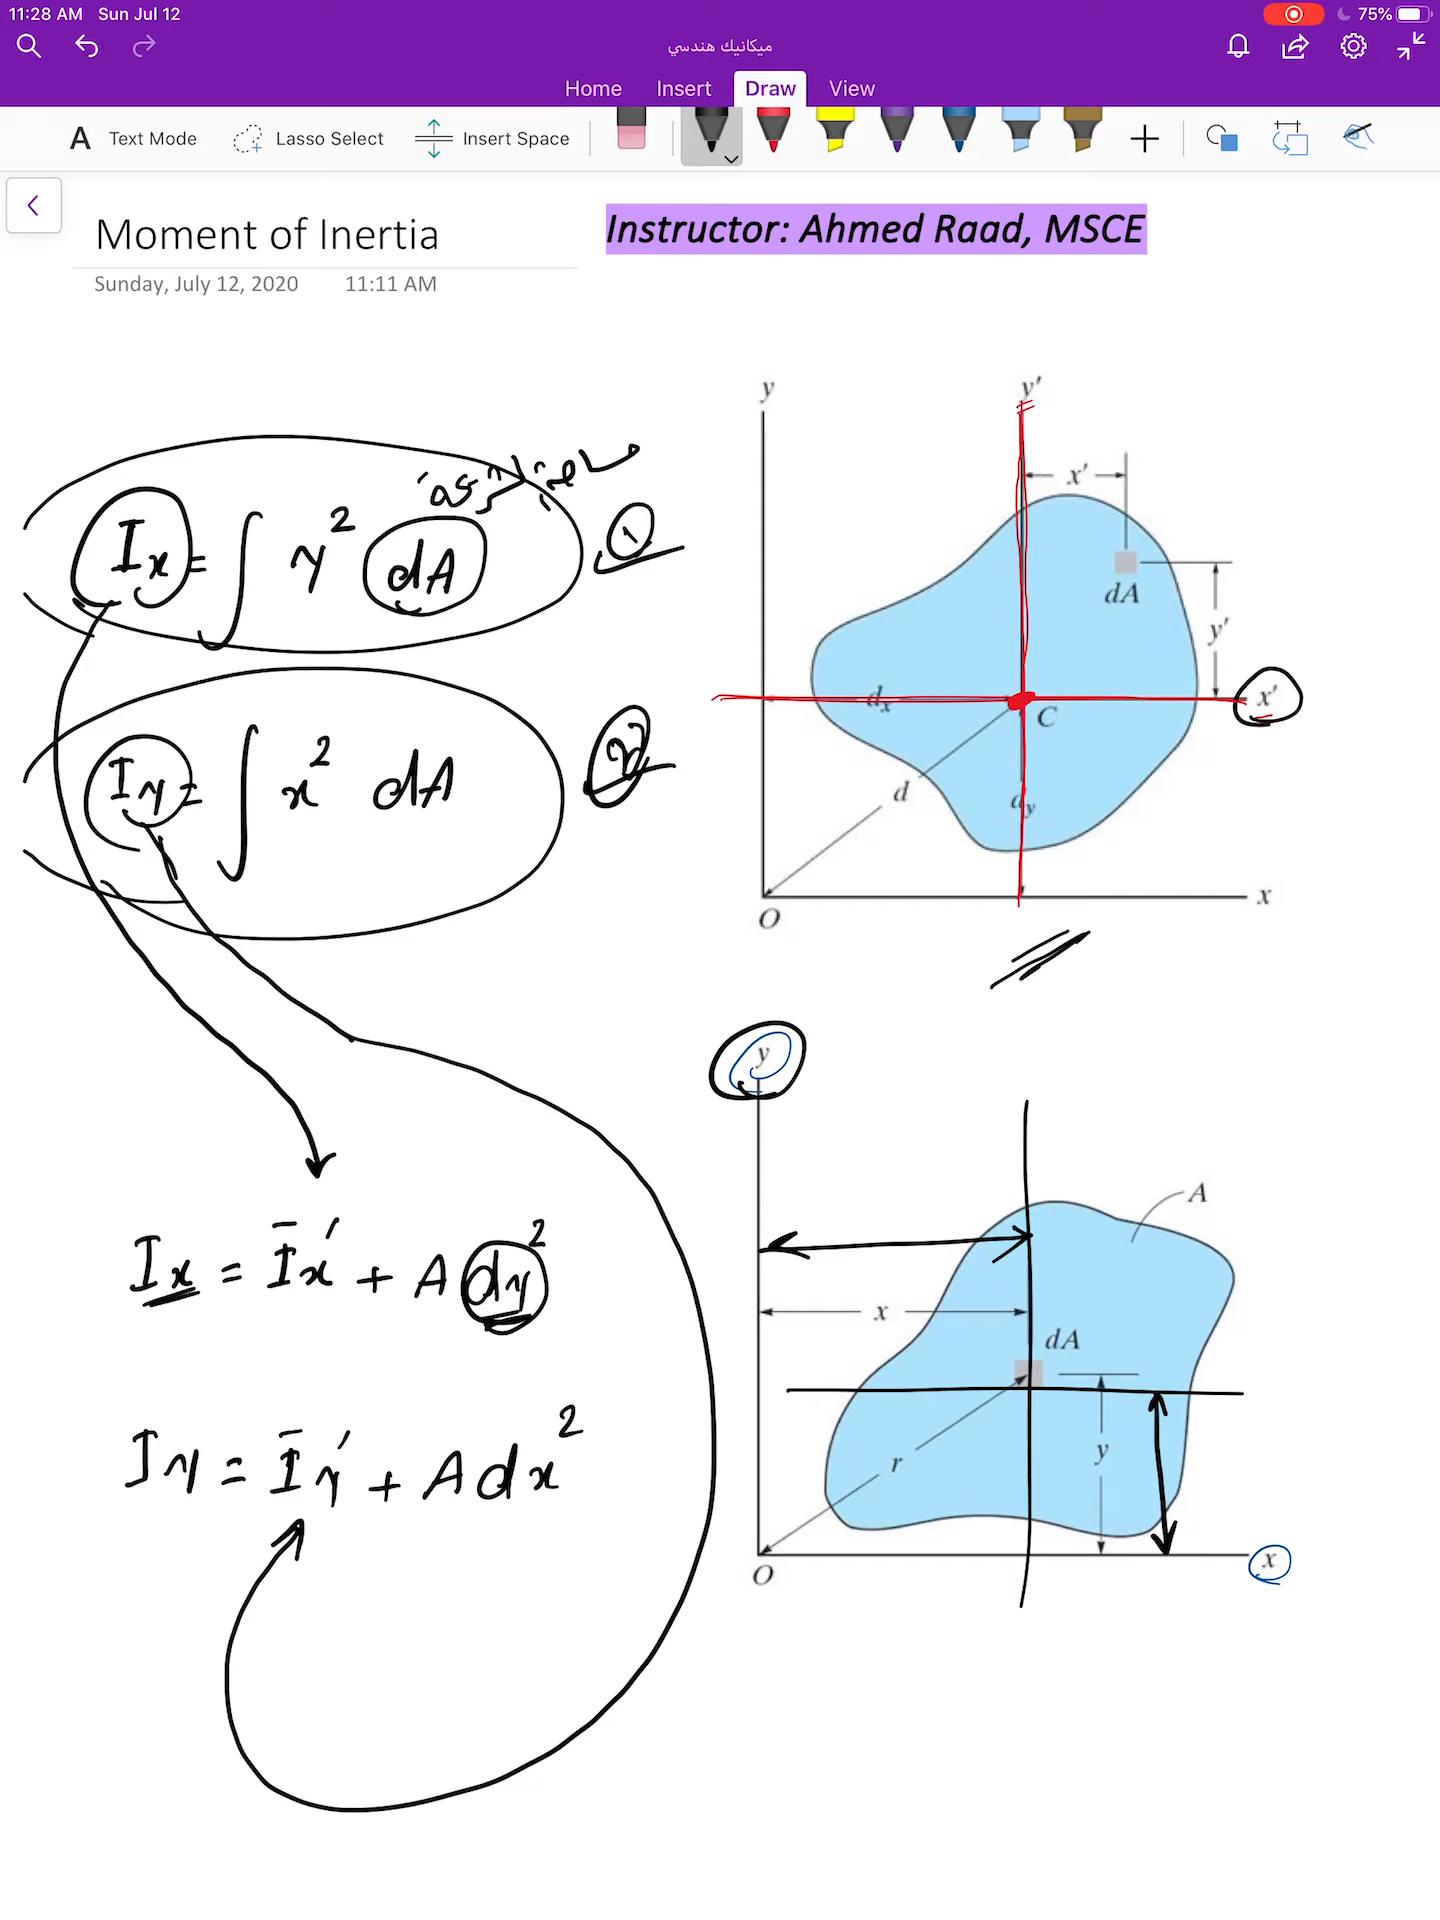 11:28 AM Sun Jul 12
75%
ميكانيك هندسي
Home Insert Draw View
A Text Mode Lasso Select Insert Space
Moment of Inertia
Instructor: Ahmed Raad, MSCE
Sunday, July 12, 2020 11:11 AM
y y'
x'
Ix = ∫ y² dA ①
dA
y'
x'
dx
C
Iy = ∫ x² dA ②
d
dy
x
O
y
A
Ix = Īx' + A dy²
x
dA
Iy = Īy' + A dx²
y
r
x
O